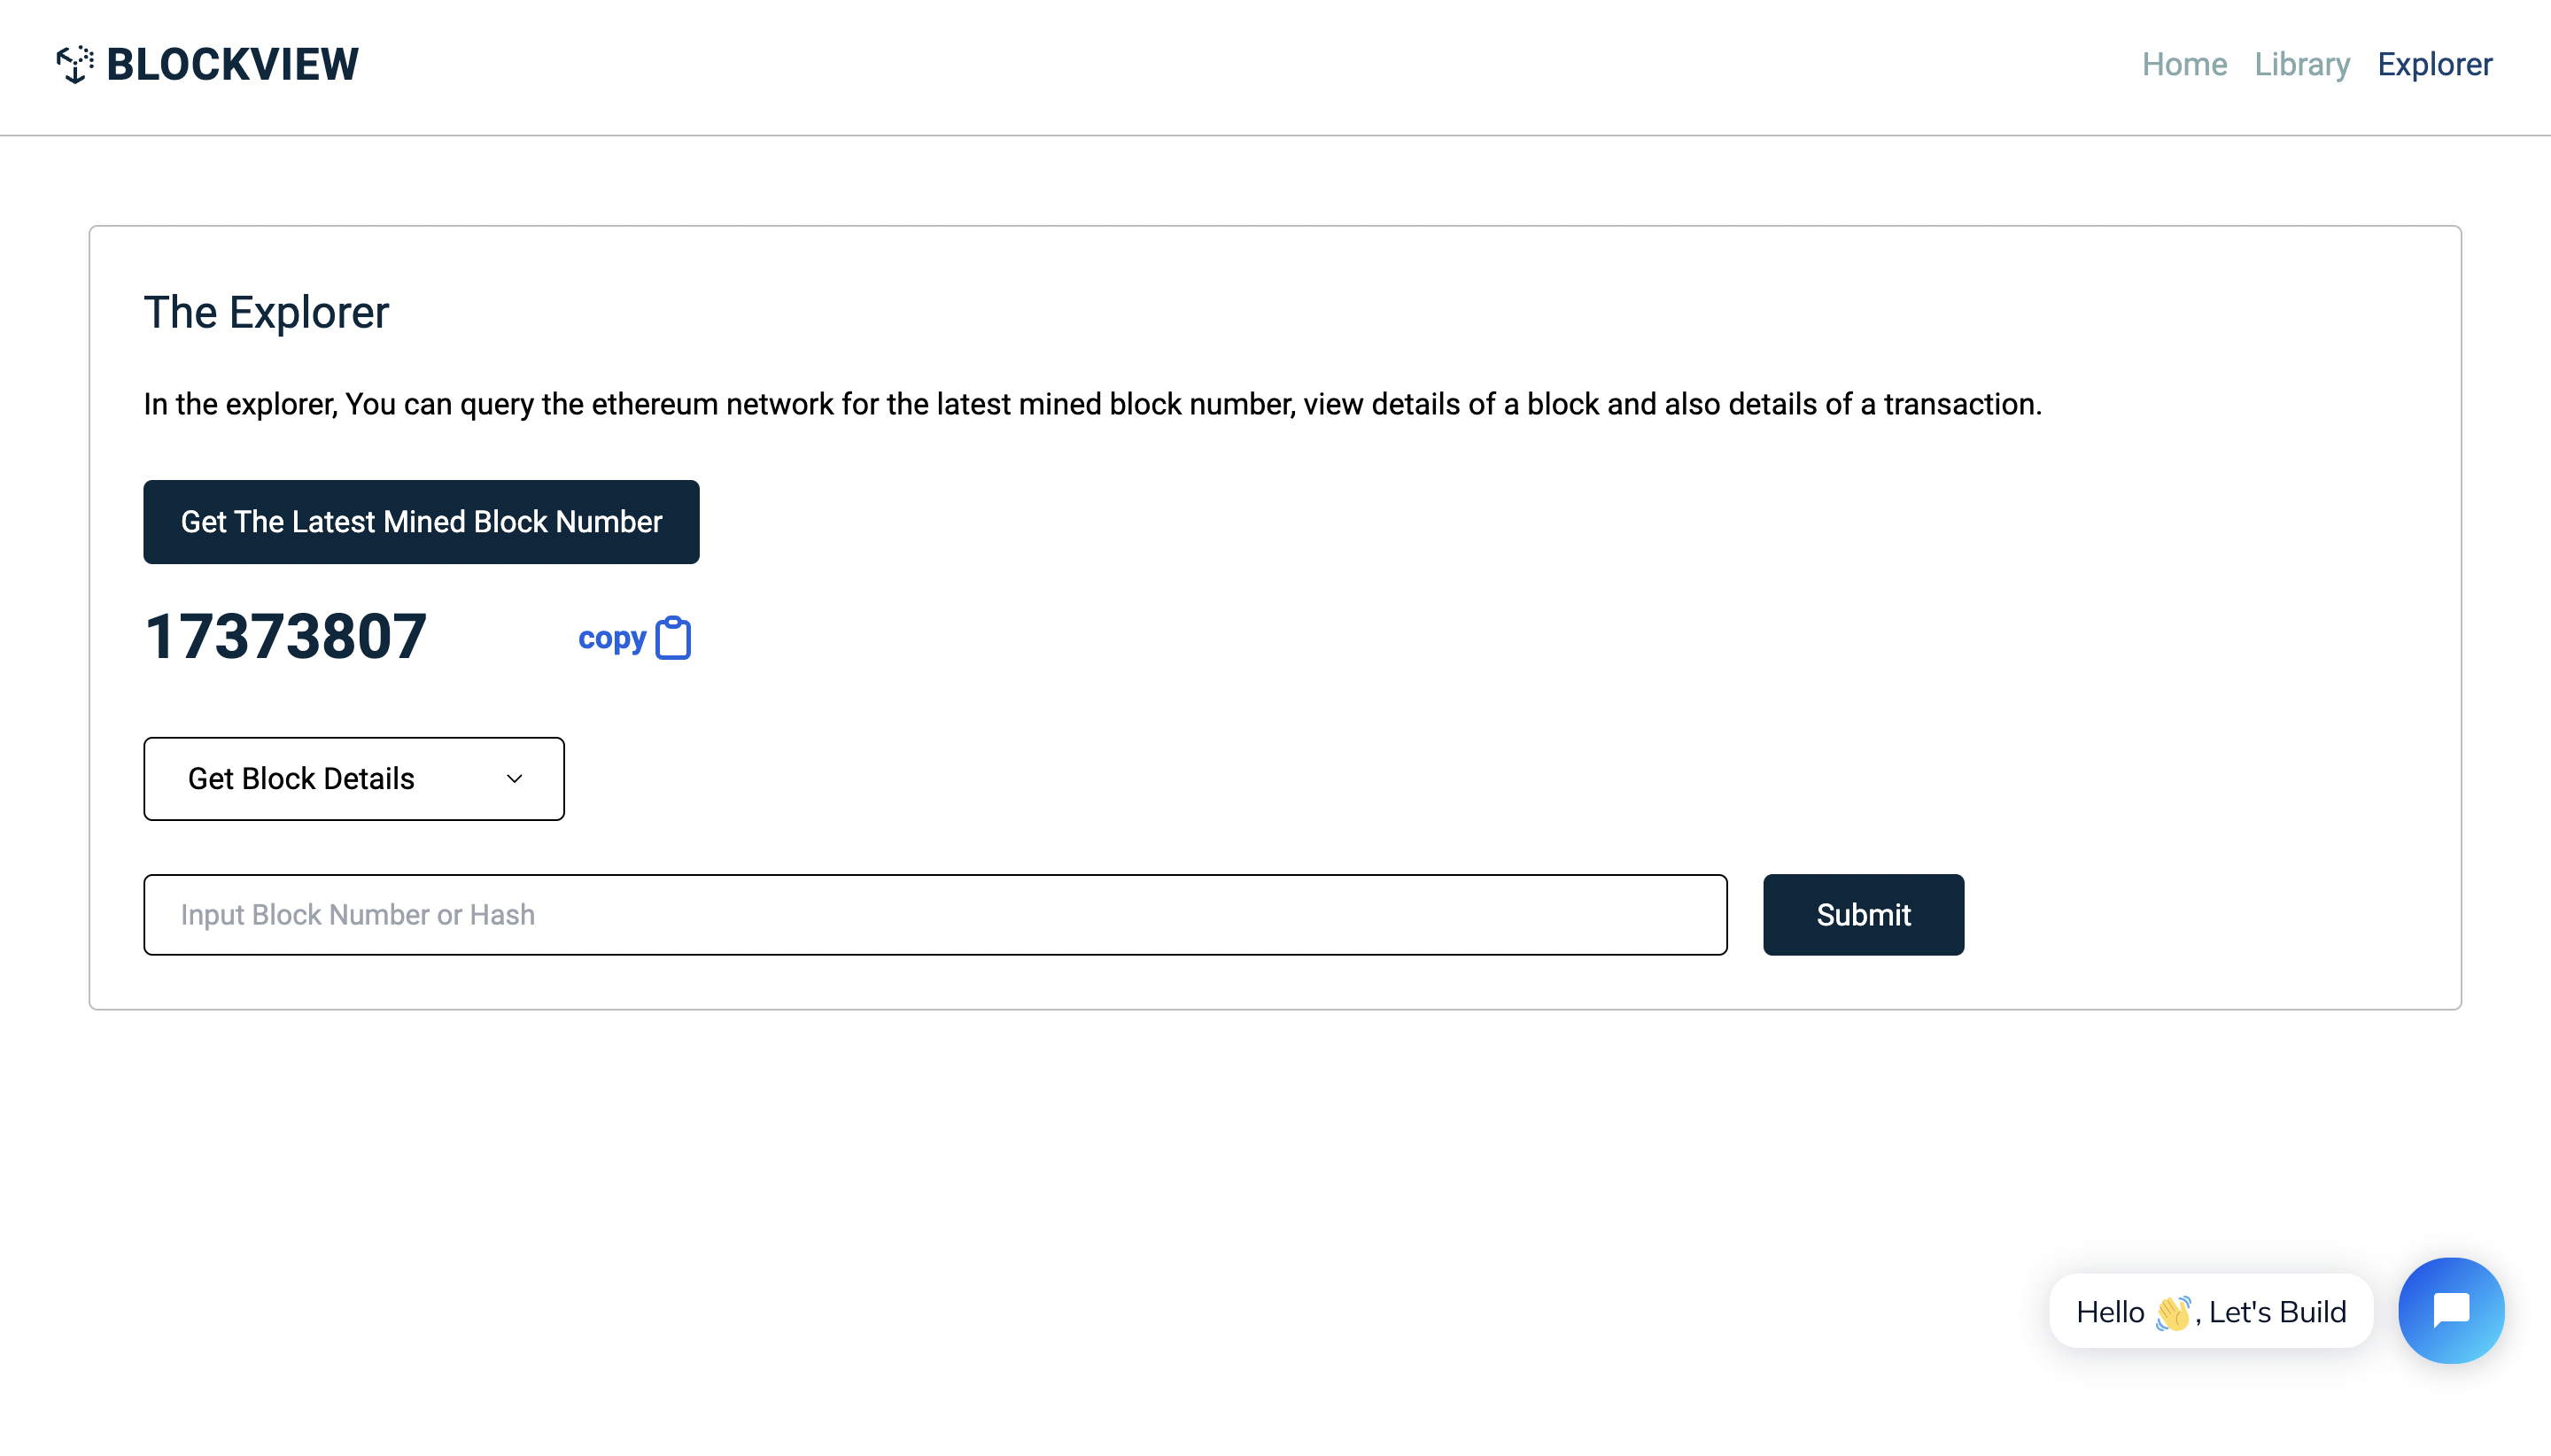 BLOCKVIEW
Home Library Explorer
The Explorer
In the explorer, You can query the ethereum network for the latest mined block number, view details of a block and also details of a transaction.
Get The Latest Mined Block Number
17373807 copy
Get Block Details
Input Block Number or Hash Submit
Hello 👋, Let's Build